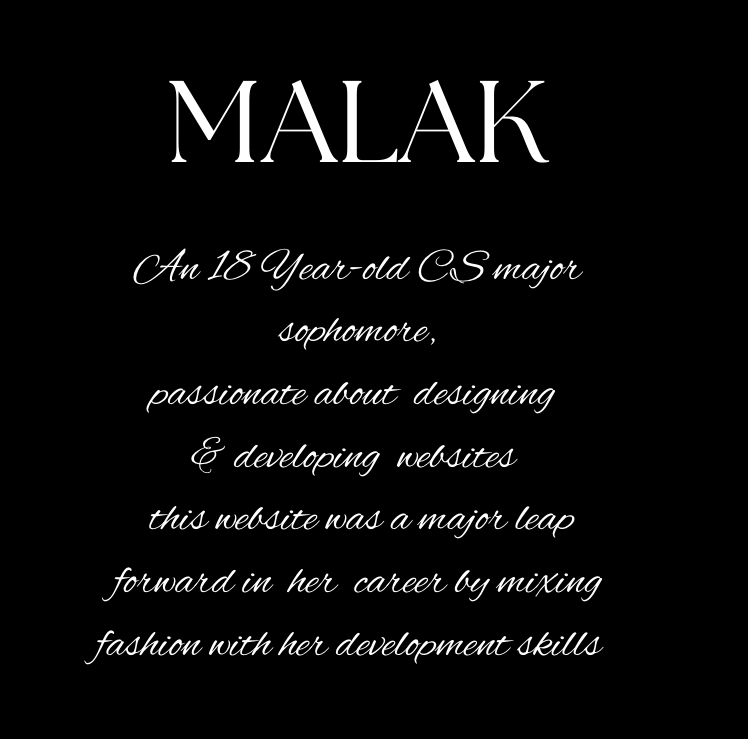 MALAK
An 18 Year-old CS major
sophomore,
passionate about designing
& developing websites
this website was a major leap
forward in her career by mixing
fashion with her development skills